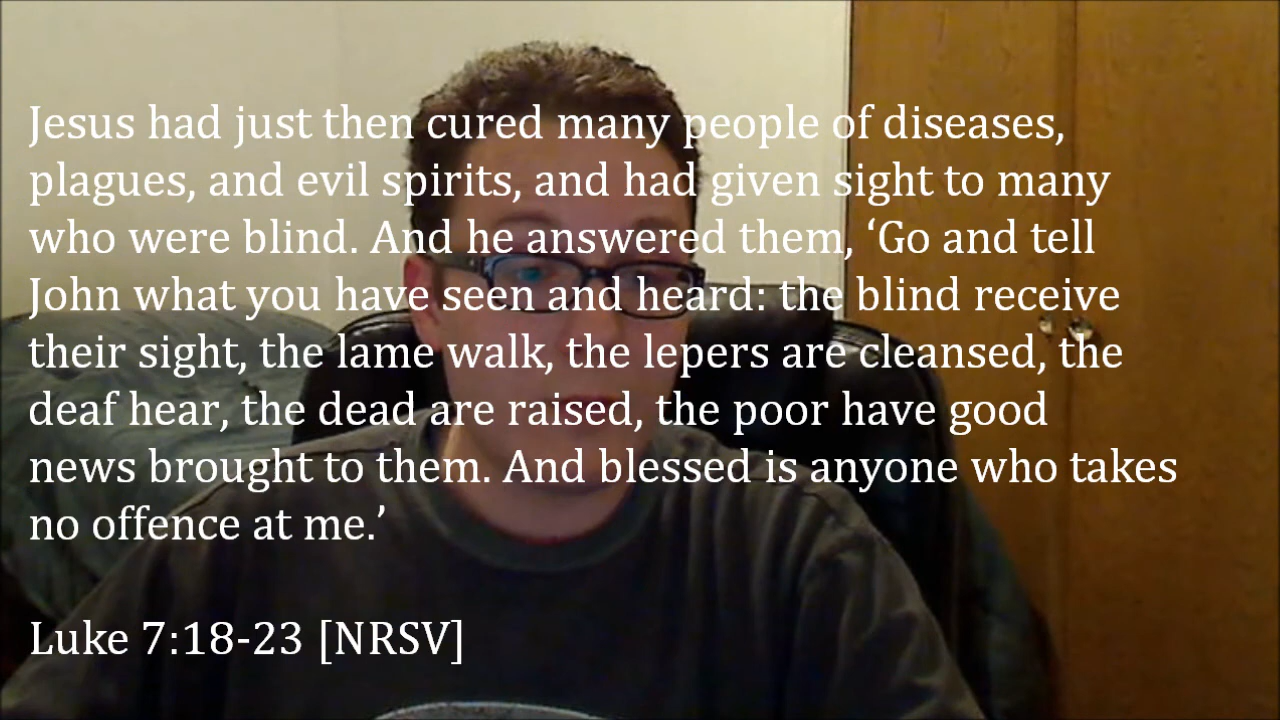 Jesus had just then cured many people of diseases,
plagues, and evil spirits, and had given sight to many
who were blind. And he answered them, ‘Go and tell
John what you have seen and heard: the blind receive
their sight, the lame walk, the lepers are cleansed, the
deaf hear, the dead are raised, the poor have good
news brought to them. And blessed is anyone who takes
no offence at me.’
Luke 7:18-23 [NRSV]